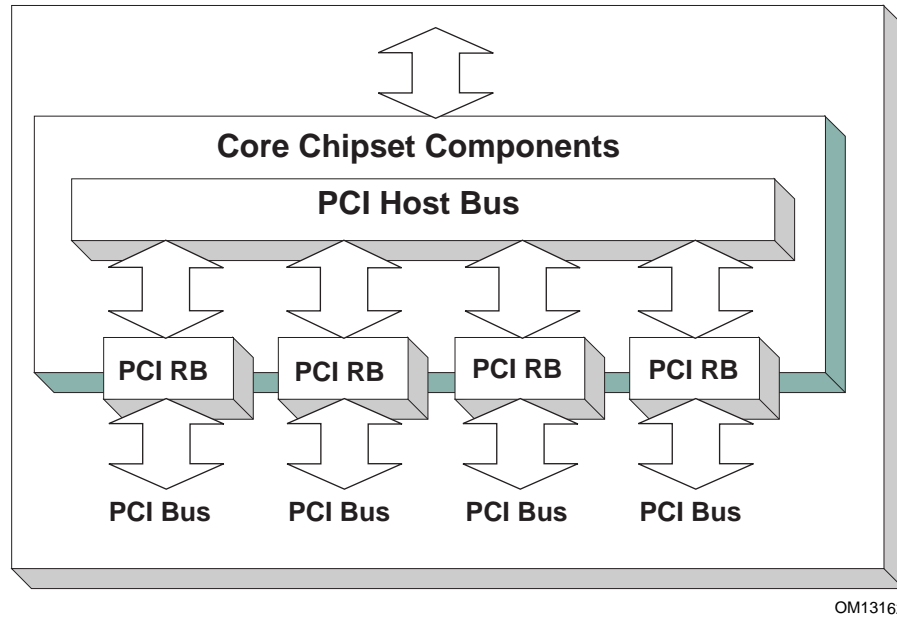 Core Chipset Components
PCI Host Bus
PCI RB PCI RB PCI RB PCI RB
PCI Bus PCI Bus PCI Bus PCI Bus